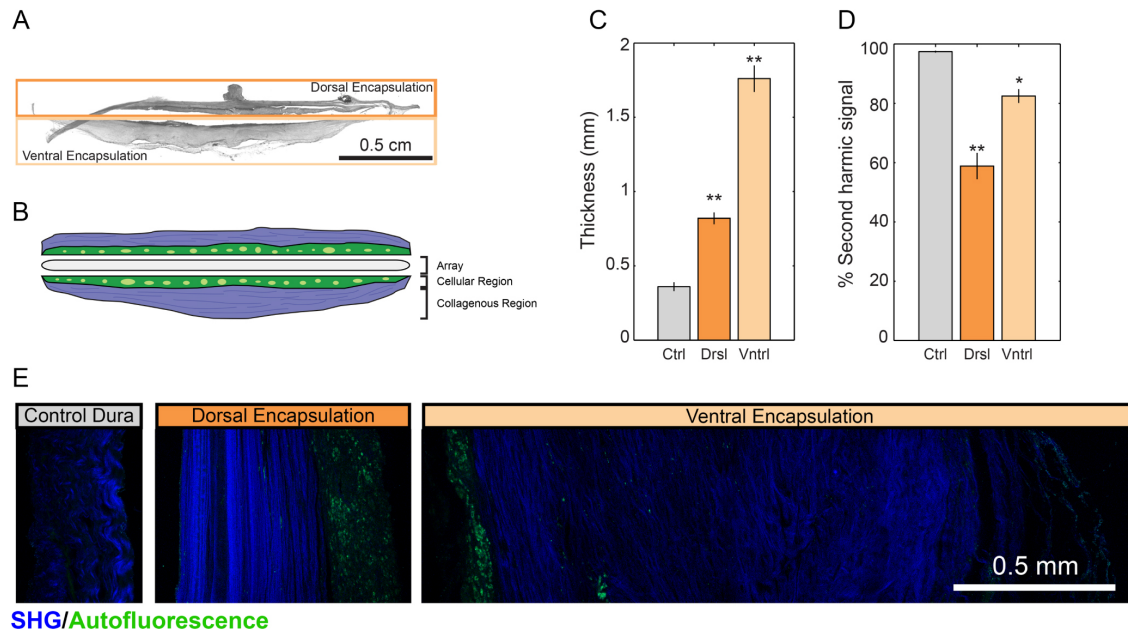 A
Dorsal Encapsulation
Ventral Encapsulation
0.5 cm
B
Array
Cellular Region
Collagenous Region
C
Thickness (mm)
2
1.5
1
0.5
0
**
**
Ctrl Drsl Vntrl
D
% Second harmic signal
100
80
60
40
20
0
**
*
Ctrl Drsl Vntrl
E
Control Dura
Dorsal Encapsulation
Ventral Encapsulation
0.5 mm
SHG/Autofluorescence